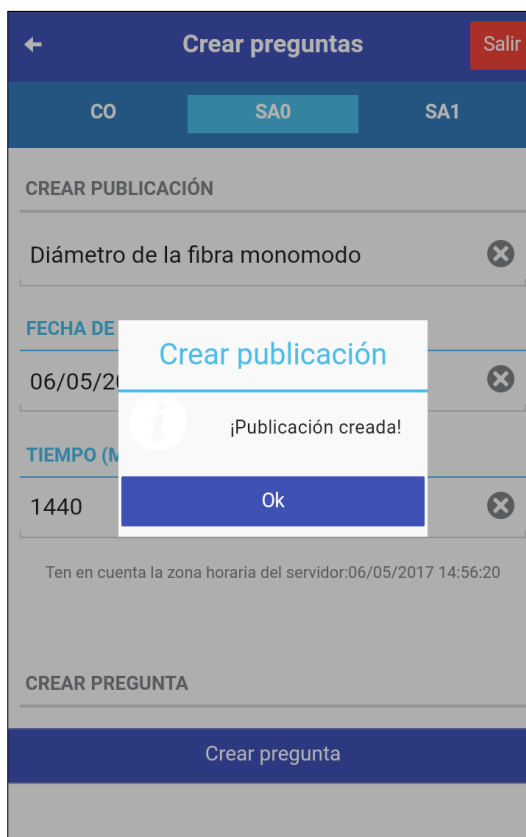 Crear preguntas
Salir
CO
SA0
SA1
CREAR PUBLICACIÓN
Diámetro de la fibra monomodo
FECHA DE
Crear publicación
06/05/20
¡Publicación creada!
TIEMPO (M
1440
Ok
Ten en cuenta la zona horaria del servidor:06/05/2017 14:56:20
CREAR PREGUNTA
Crear pregunta